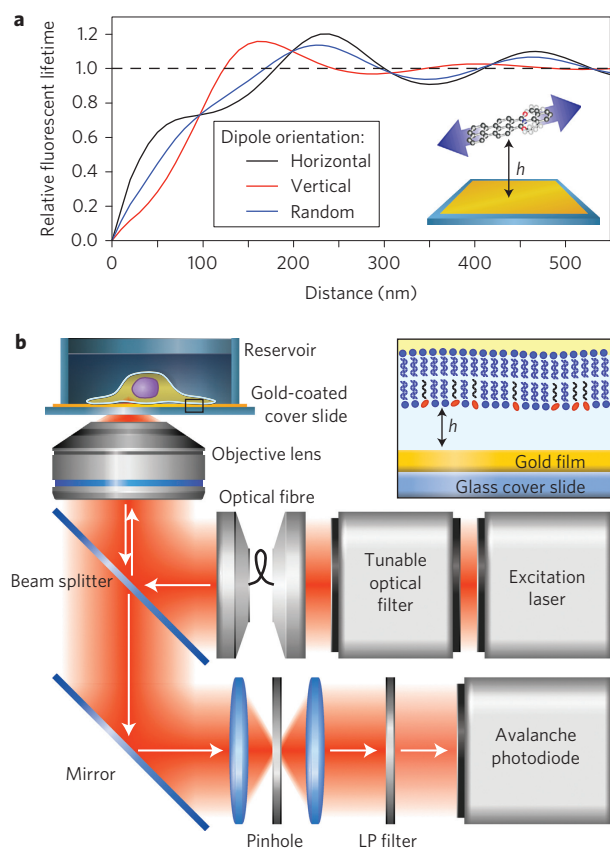 a
Relative fluorescent lifetime
1.2
1.0
0.8
0.6
0.4
0.2
0.0
Dipole orientation:
Horizontal
Vertical
Random
h
0
100
200
300
400
500
Distance (nm)
b
Reservoir
Gold-coated
cover slide
Objective lens
h
Gold film
Glass cover slide
Optical fibre
Beam splitter
Tunable
optical
filter
Excitation
laser
Mirror
Avalanche
photodiode
Pinhole
LP filter